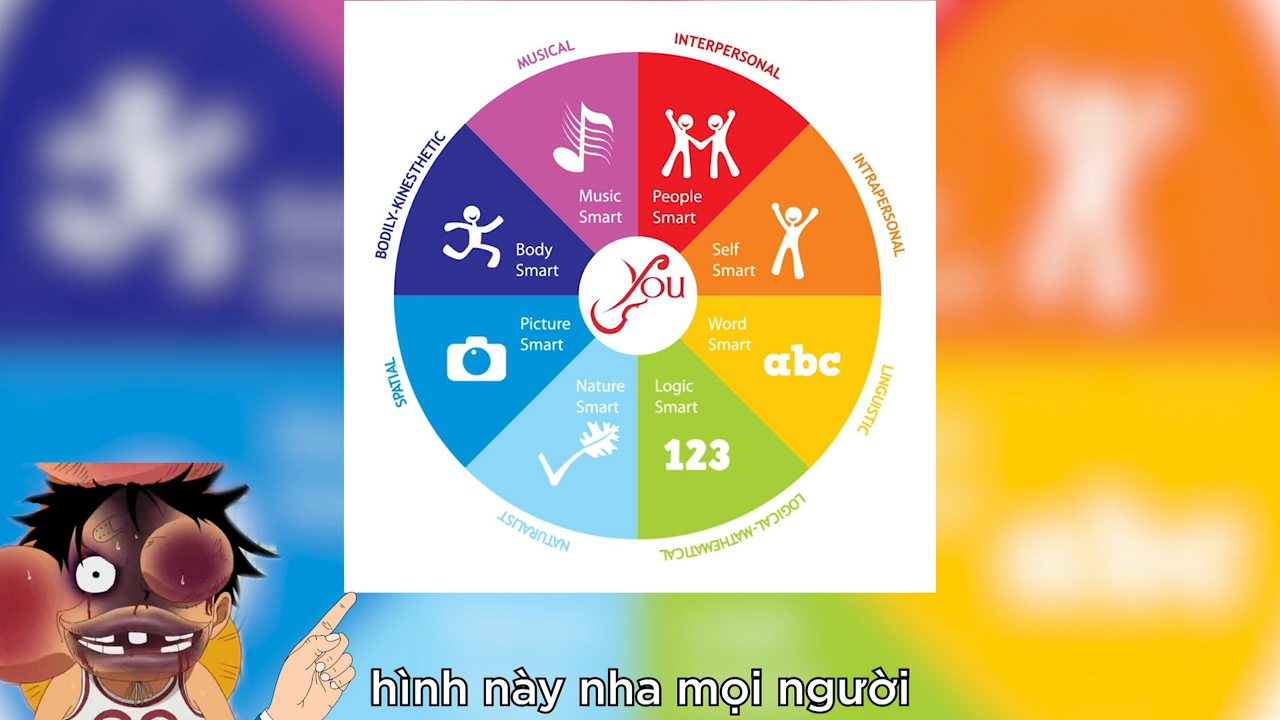 MUSICAL
INTERPERSONAL
BODILY-KINESTHETIC
INTRAPERSONAL
Music
Smart
People
Smart
Body
Smart
Self
Smart
You
Picture
Smart
Word
Smart
abc
SPATIAL
LINGUISTIC
Nature
Smart
Logic
Smart
123
NATURALIST
LOGICAL-MATHEMATICAL
hình này nha mọi người